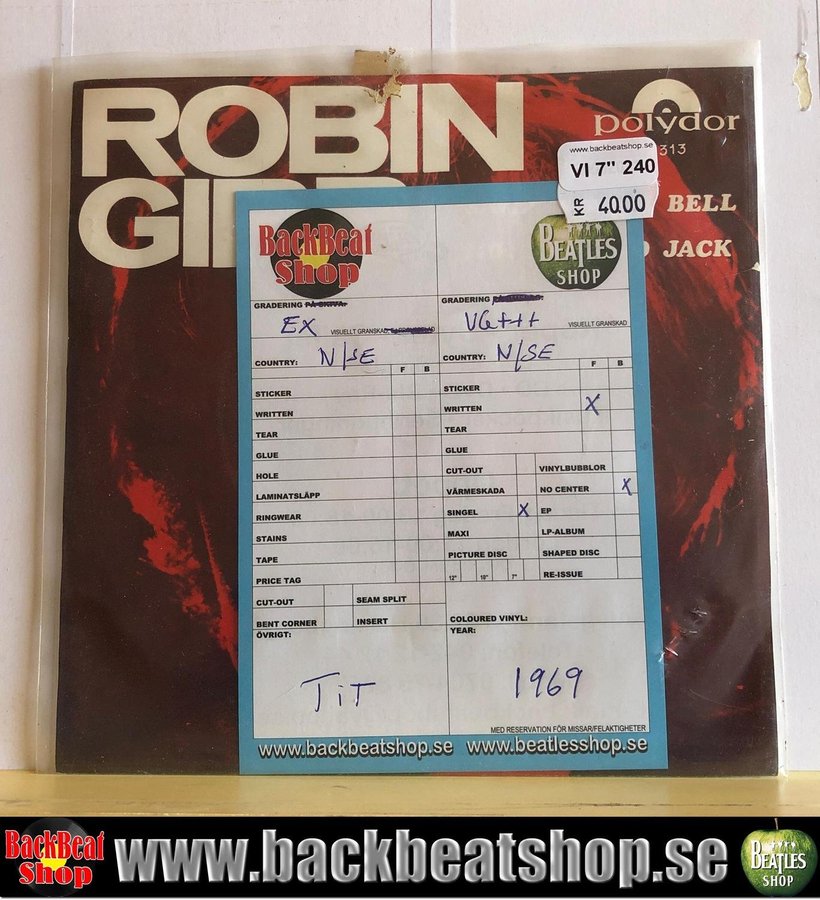 ROBIN
GIBB
polydor
313
www.backbeatshop.se
VI 7" 240
KR 40.00
BELL
JACK
BackBeat
Shop
BEATLES
SHOP
GRADERING
EX
VISUELLT GRANSKAD
GRADERING
VG+++
VISUELLT GRANSKAD
COUNTRY: N/SE
F B
COUNTRY: N/SE
F B
STICKER
WRITTEN
TEAR
GLUE
HOLE
LAMINATSLÄPP
RINGWEAR
STAINS
TAPE
PRICE TAG
CUT-OUT SEAM SPLIT
BENT CORNER INSERT
ÖVRIGT:
TiT
STICKER
WRITTEN X
TEAR
GLUE
CUT-OUT VINYLBUBBLOR
VÄRMESKADA NO CENTER X
SINGEL X EP
MAXI LP-ALBUM
PICTURE DISC SHAPED DISC
12" 10" 7" RE-ISSUE
COLOURED VINYL:
YEAR:
1969
MED RESERVATION FÖR MISSAR/FELAKTIGHETER
www.backbeatshop.se www.beatlesshop.se
BackBeat
Shop
www.backbeatshop.se
BEATLES
SHOP